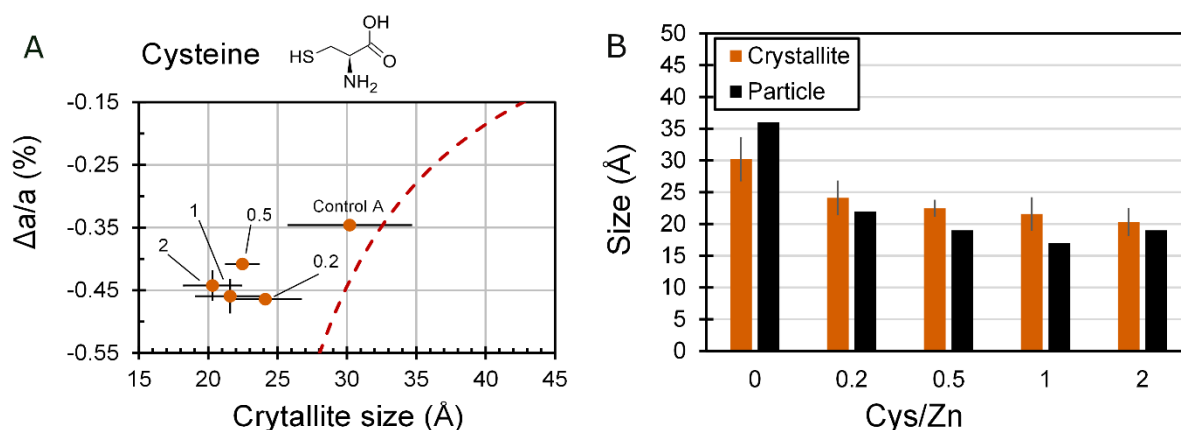 A
Cysteine
HS
OH
O
NH2
Δa/a (%)
-0.15
-0.25
-0.35
-0.45
-0.55
Control A
0.5
1
2
0.2
15 20 25 30 35 40 45
Crytallite size (Å)
B
Size (Å)
50
45
40
35
30
25
20
15
10
5
0
Crystallite
Particle
0 0.2 0.5 1 2
Cys/Zn